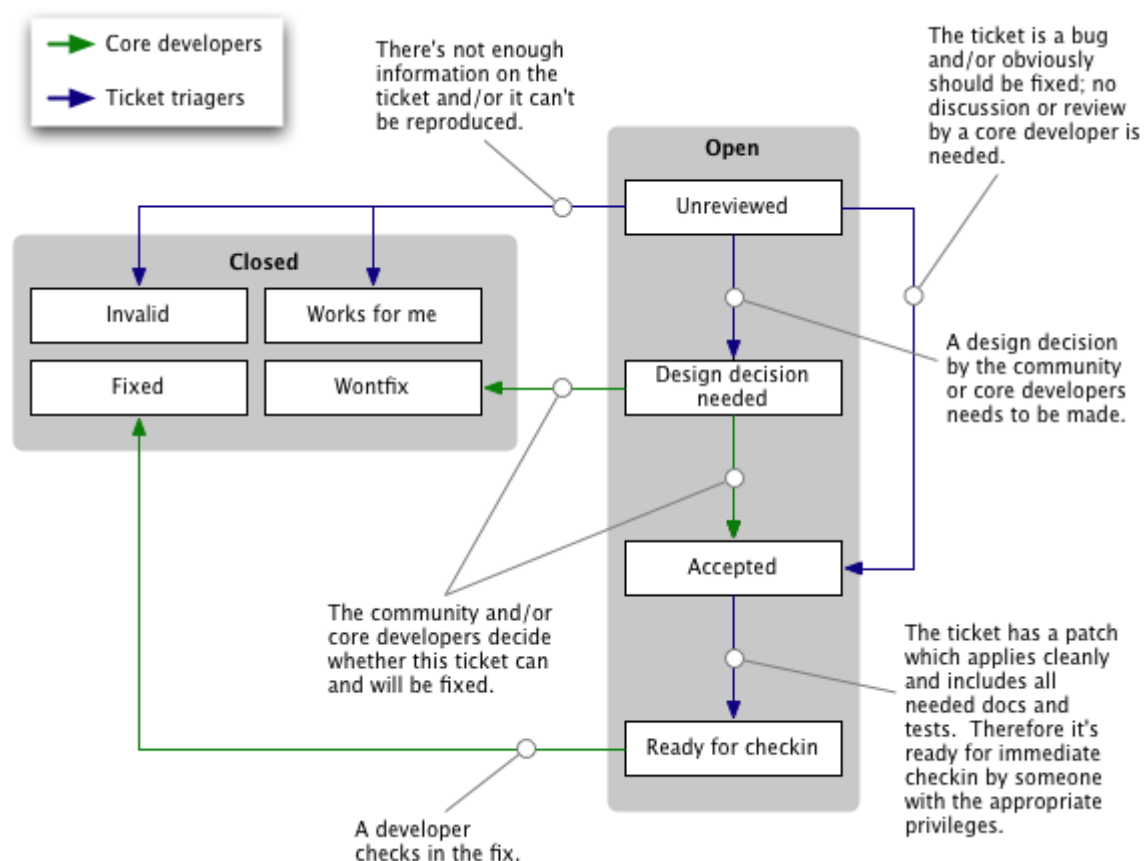 Core developers
Ticket triagers
There's not enough
information on the
ticket and/or it can't
be reproduced.
The ticket is a bug
and/or obviously
should be fixed; no
discussion or review
by a core developer is
needed.
Open
Unreviewed
Closed
Invalid
Works for me
Fixed
Wontfix
Design decision
needed
A design decision
by the community
or core developers
needs to be made.
Accepted
The community and/or
core developers decide
whether this ticket can
and will be fixed.
The ticket has a patch
which applies cleanly
and includes all
needed docs and
tests.  Therefore it's
ready for immediate
checkin by someone
with the appropriate
privileges.
Ready for checkin
A developer
checks in the fix.